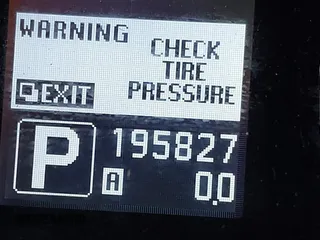 WARNING
CHECK
TIRE
EXIT PRESSURE
P 195827
A 0.0